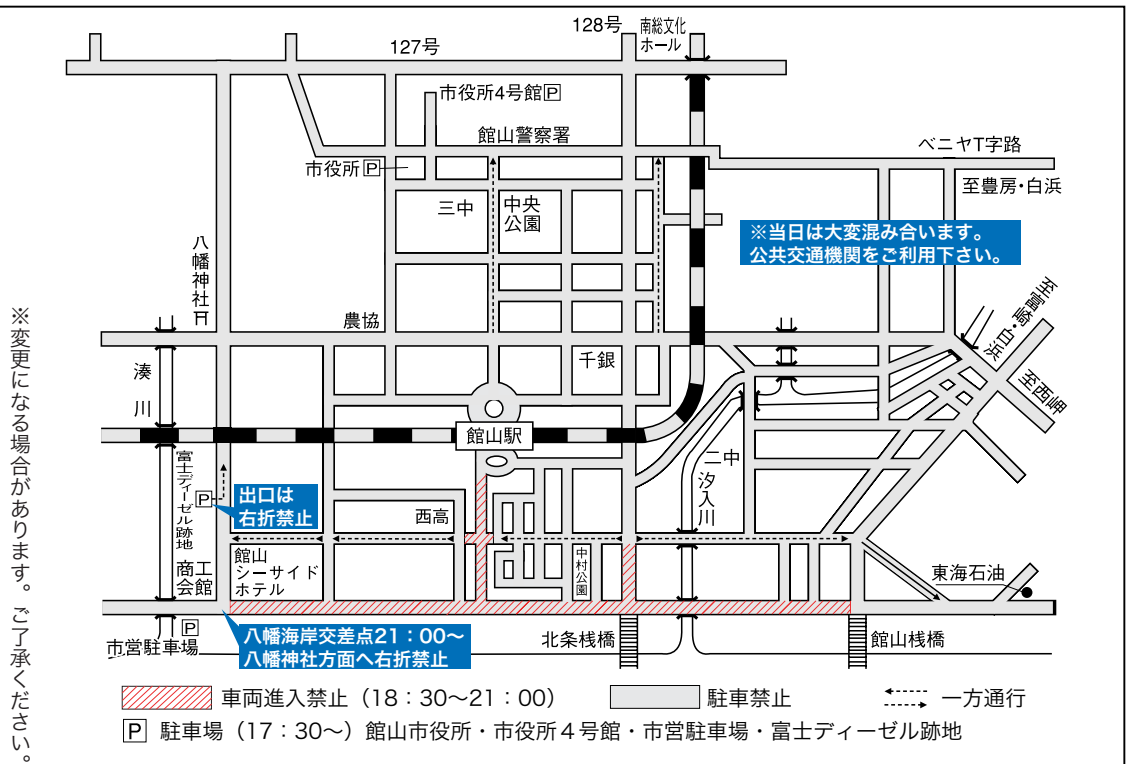 128号
南総文化
ホール
127号
市役所4号館P
館山警察署
ベニヤT字路
市役所P
至豊房・白浜
三中
中央
公園
※当日は大変混み合います。
公共交通機関をご利用下さい。
八幡神社
至富崎・白浜
農協
千銀
湊川
至西岬
館山駅
富士ディーゼル跡地
P
出口は
右折禁止
二中
汐入川
西高
館山
シーサイド
ホテル
商工
会館
中村公園
東海石油
P
市営駐車場
八幡海岸交差点21：00〜
八幡神社方面へ右折禁止
北条桟橋
館山桟橋
車両進入禁止（18：30〜21：00）
駐車禁止
一方通行
P 駐車場（17：30〜）館山市役所・市役所４号館・市営駐車場・富士ディーゼル跡地
※変更になる場合があります。ご了承ください。